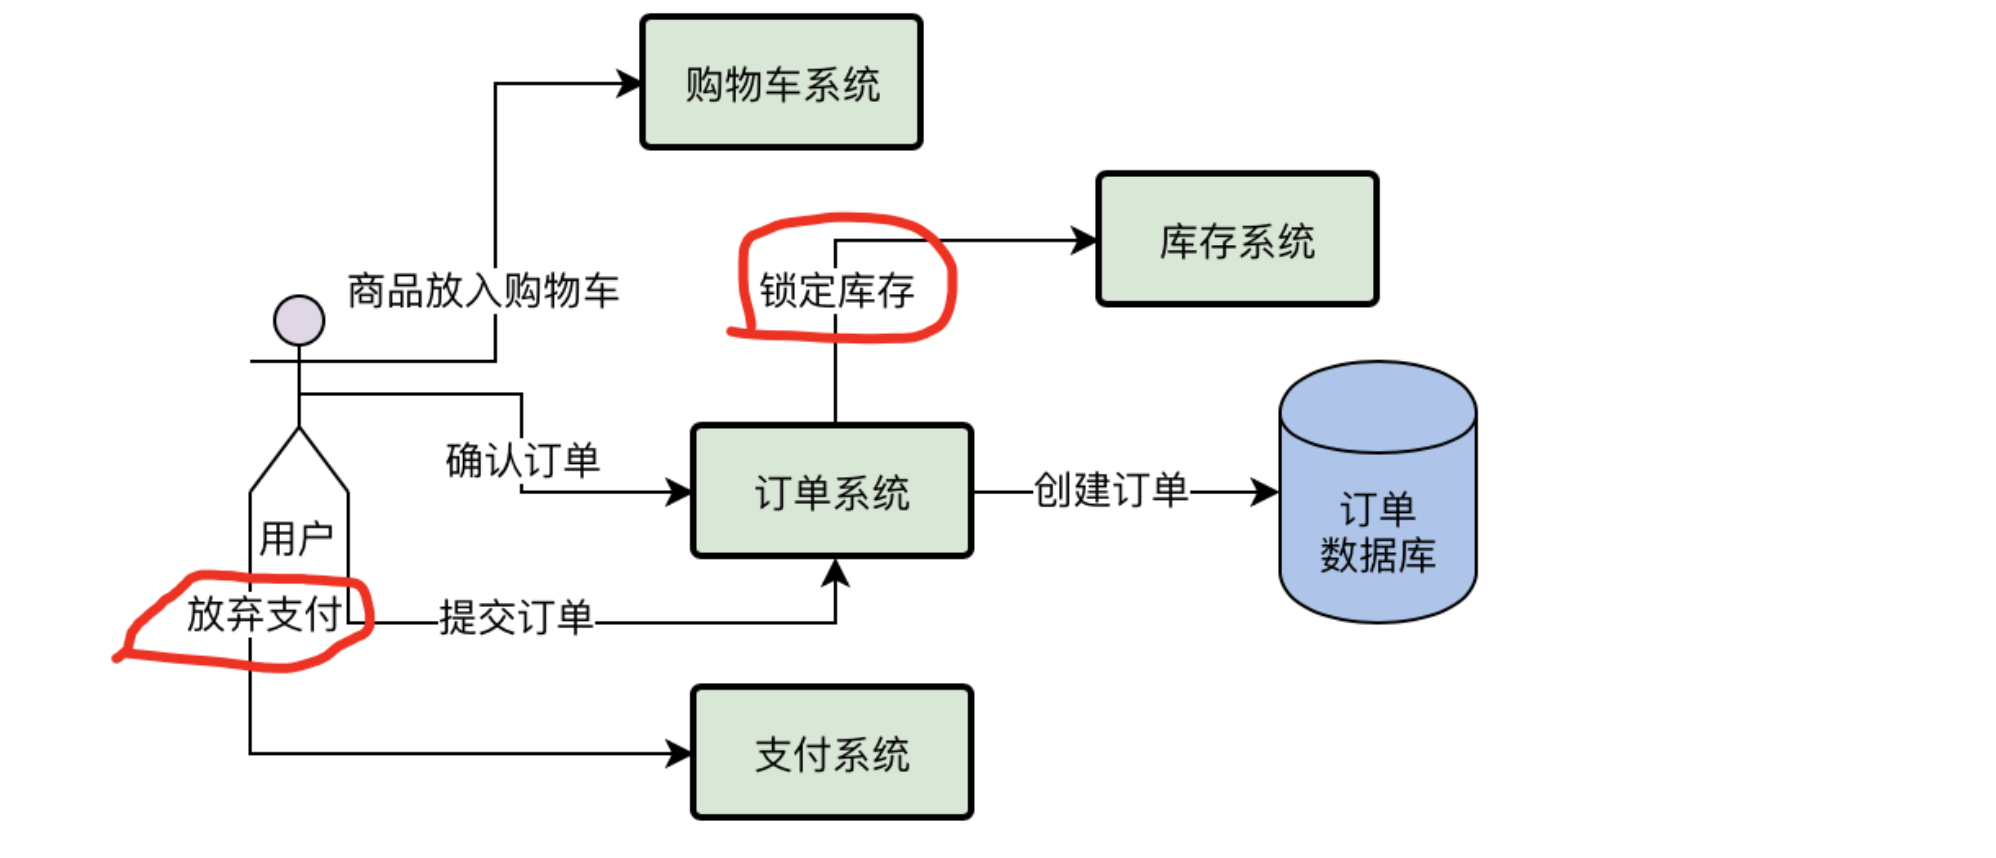 购物车系统
库存系统
商品放入购物车
锁定库存
确认订单
订单系统
创建订单
订单
数据库
用户
放弃支付
提交订单
支付系统